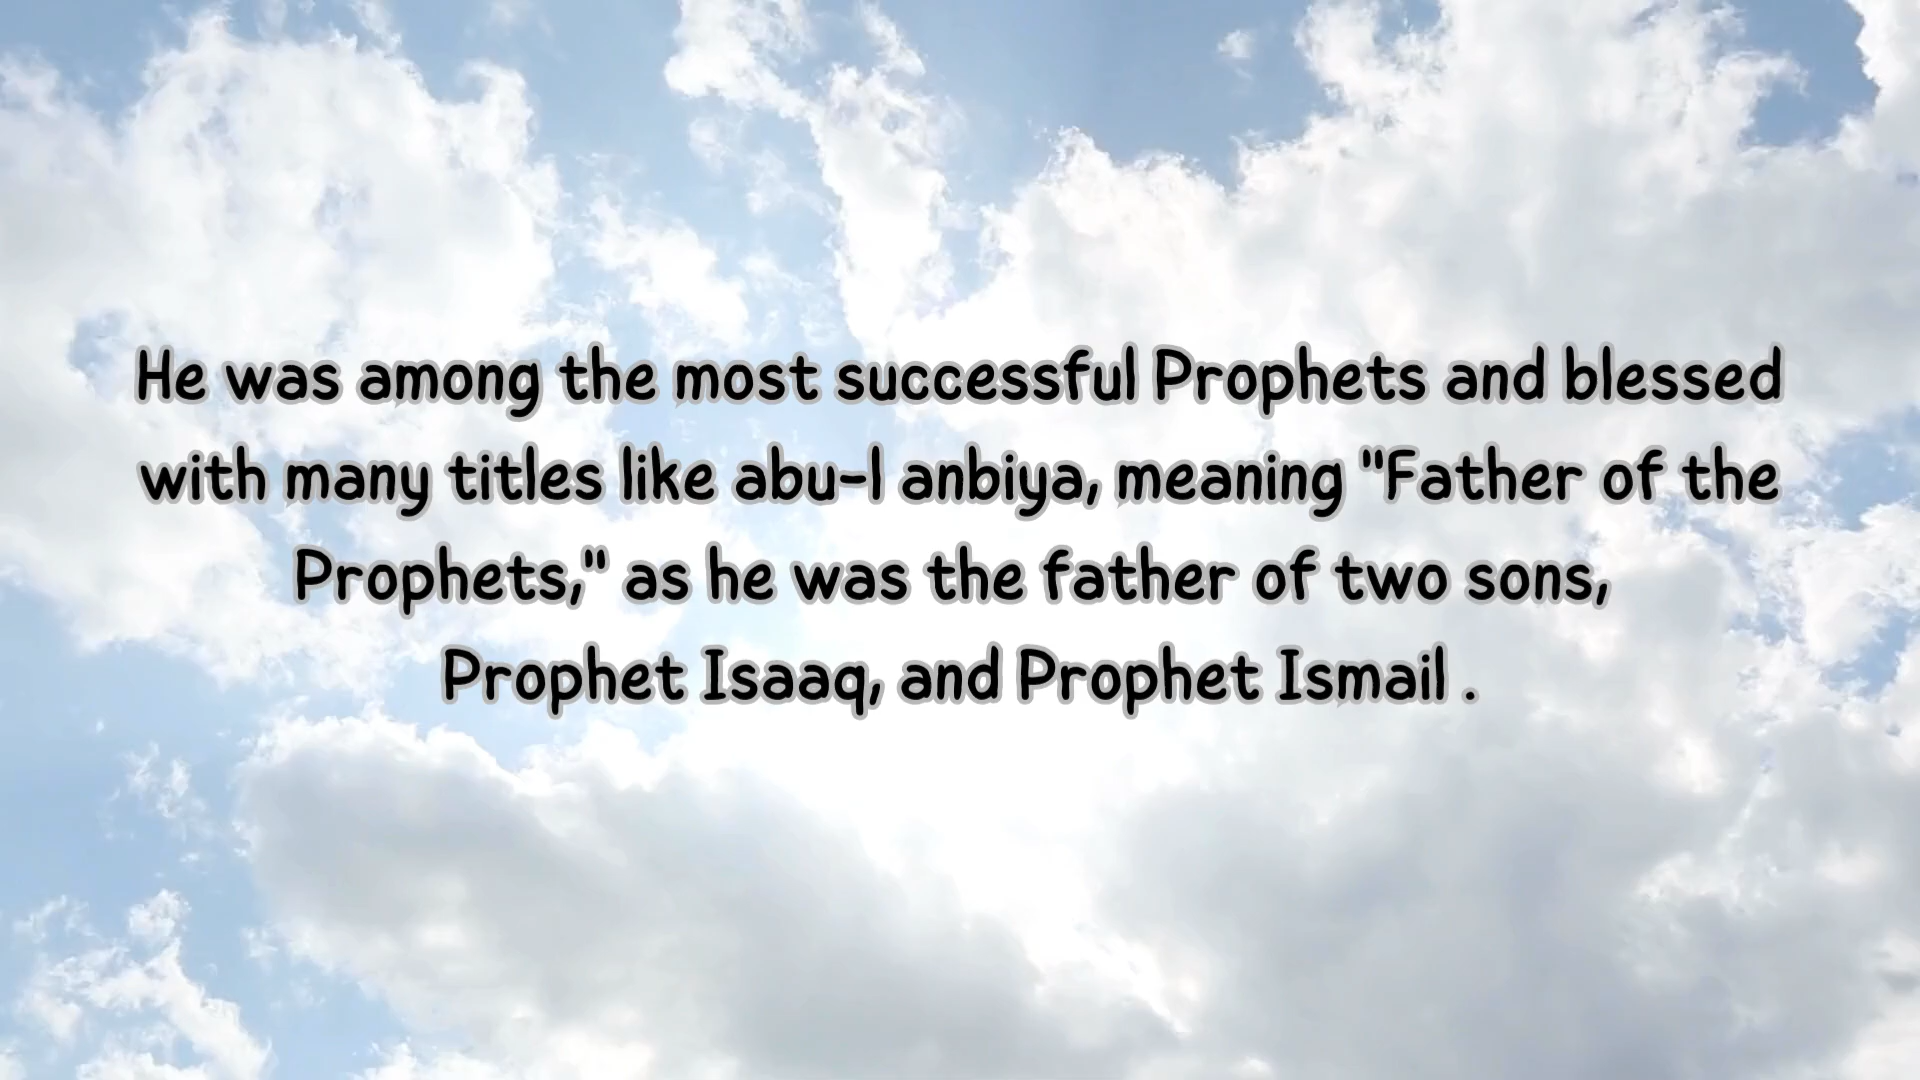 He was among the most successful Prophets and blessed
with many titles like abu-l anbiya, meaning "Father of the
Prophets," as he was the father of two sons,
Prophet Isaaq, and Prophet Ismail .